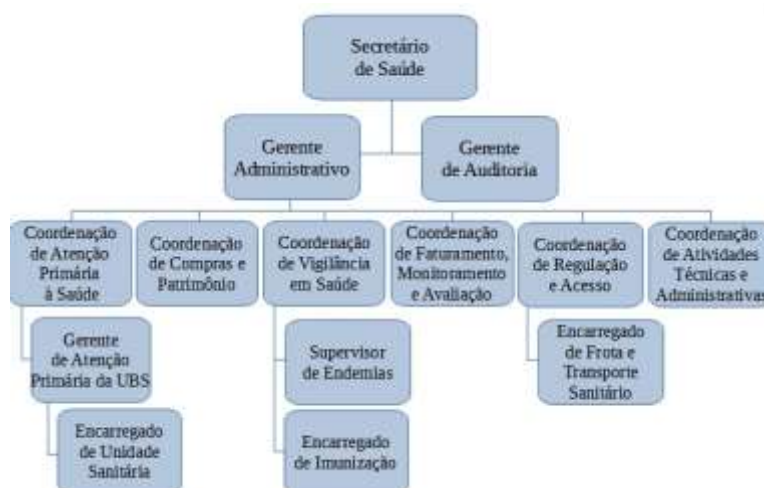 Secretário
de Saúde
Gerente
Administrativo
Gerente
de Auditoria
Coordenação
de Atenção
Primária
à Saúde
Coordenação
de Compras e
Patrimônio
Coordenação
de Vigilância
em Saúde
Coordenação
de Faturamento,
Monitoramento
e Avaliação
Coordenação
de Regulação
e Acesso
Coordenação
de Atividades
Técnicas e
Administrativas
Gerente
de Atenção
Primária da UBS
Supervisor
de Endemias
Encarregado
de Frota e
Transporte
Sanitário
Encarregado
de Unidade
Sanitária
Encarregado
de Imunização